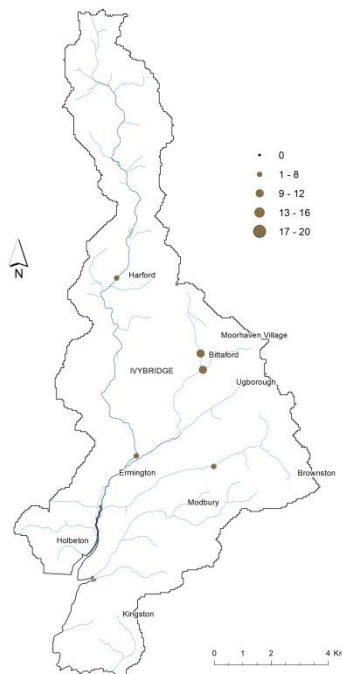 0
1 - 8
9 - 12
13 - 16
17 - 20
N
Harford
Moorhaven Village
Bittaford
IVYBRIDGE
Ugborough
Ermington
Brownston
Modbury
Holbeton
Kingston
0 2 4 Km